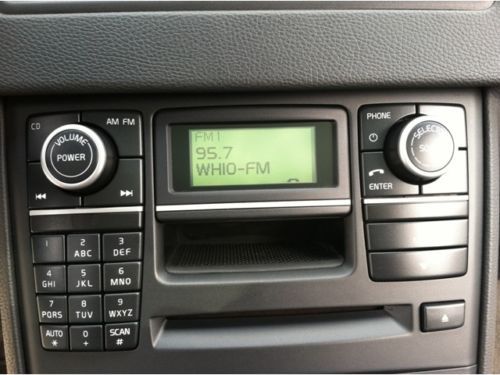 CD
AM FM
VOLUME
POWER
FM1
95.7
WHIO-FM
PHONE
SELECTOR
ENTER
1
2
ABC
3
DEF
4
GHI
5
JKL
6
MNO
7
PQRS
8
TUV
9
WXYZ
AUTO
*
0
+
SCAN
#